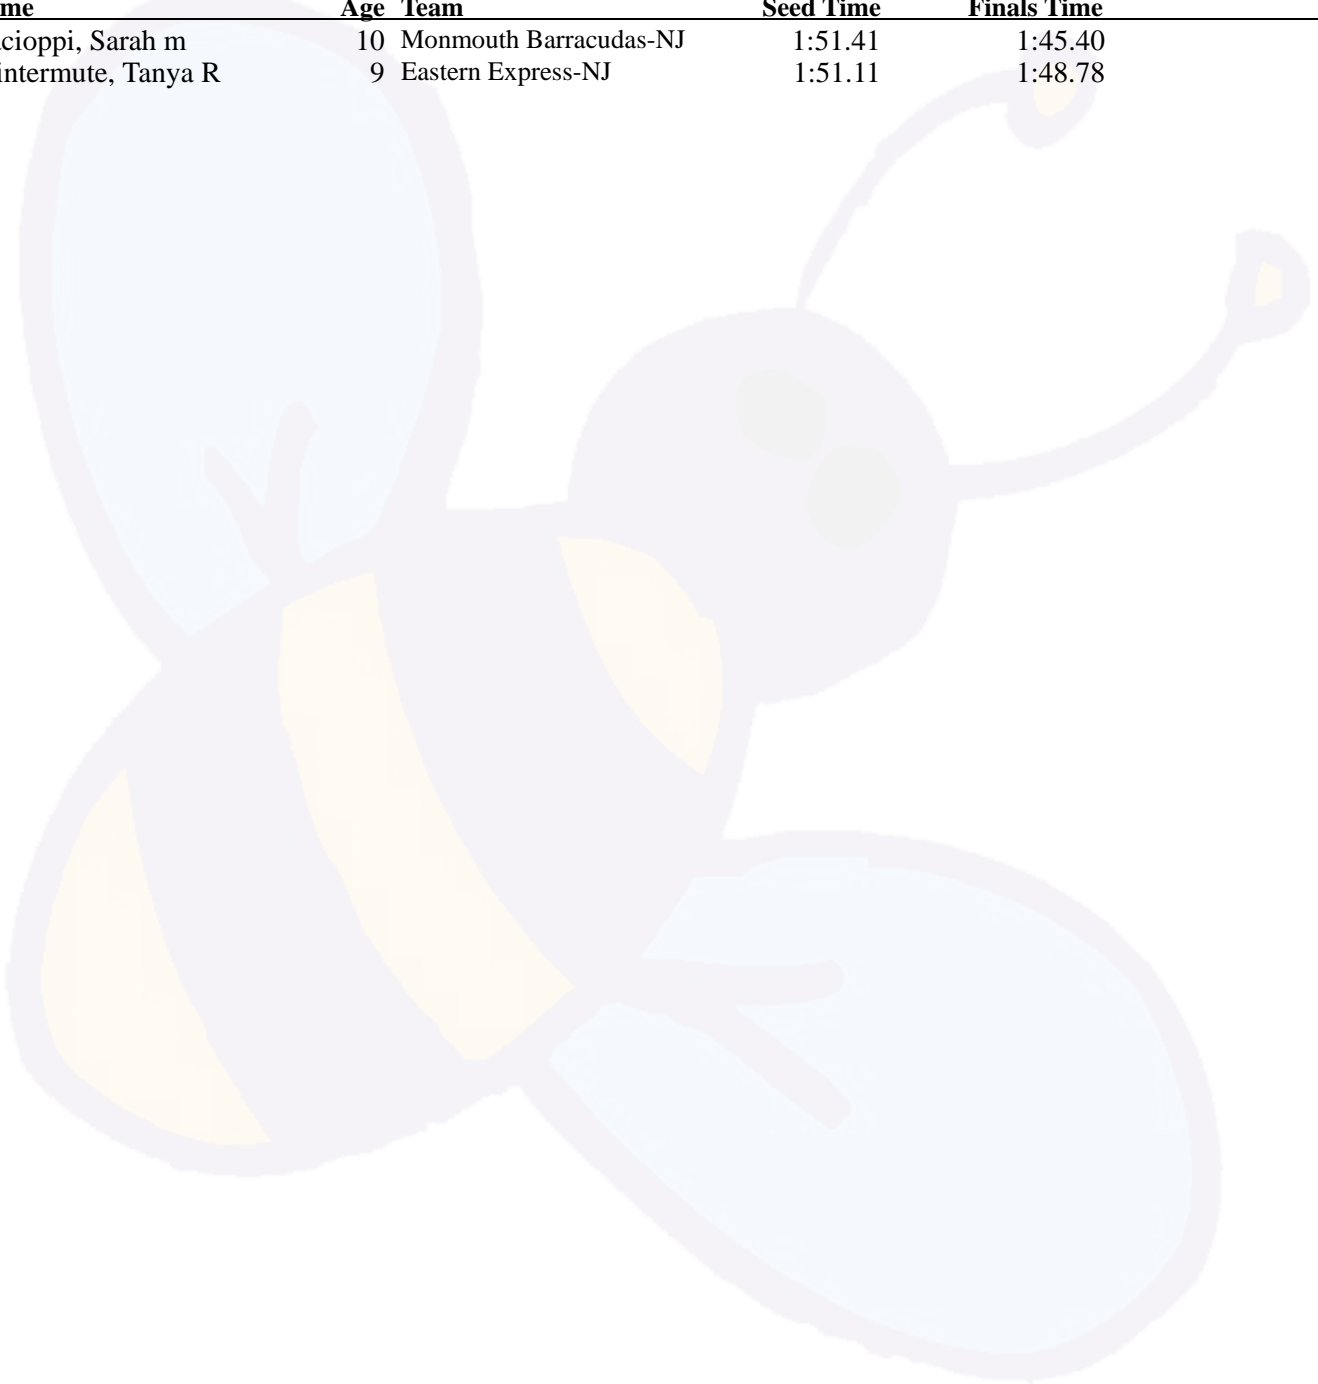 me Age Team Seed Time Finals Time
cioppi, Sarah m 10 Monmouth Barracudas-NJ 1:51.41 1:45.40
intermute, Tanya R 9 Eastern Express-NJ 1:51.11 1:48.78